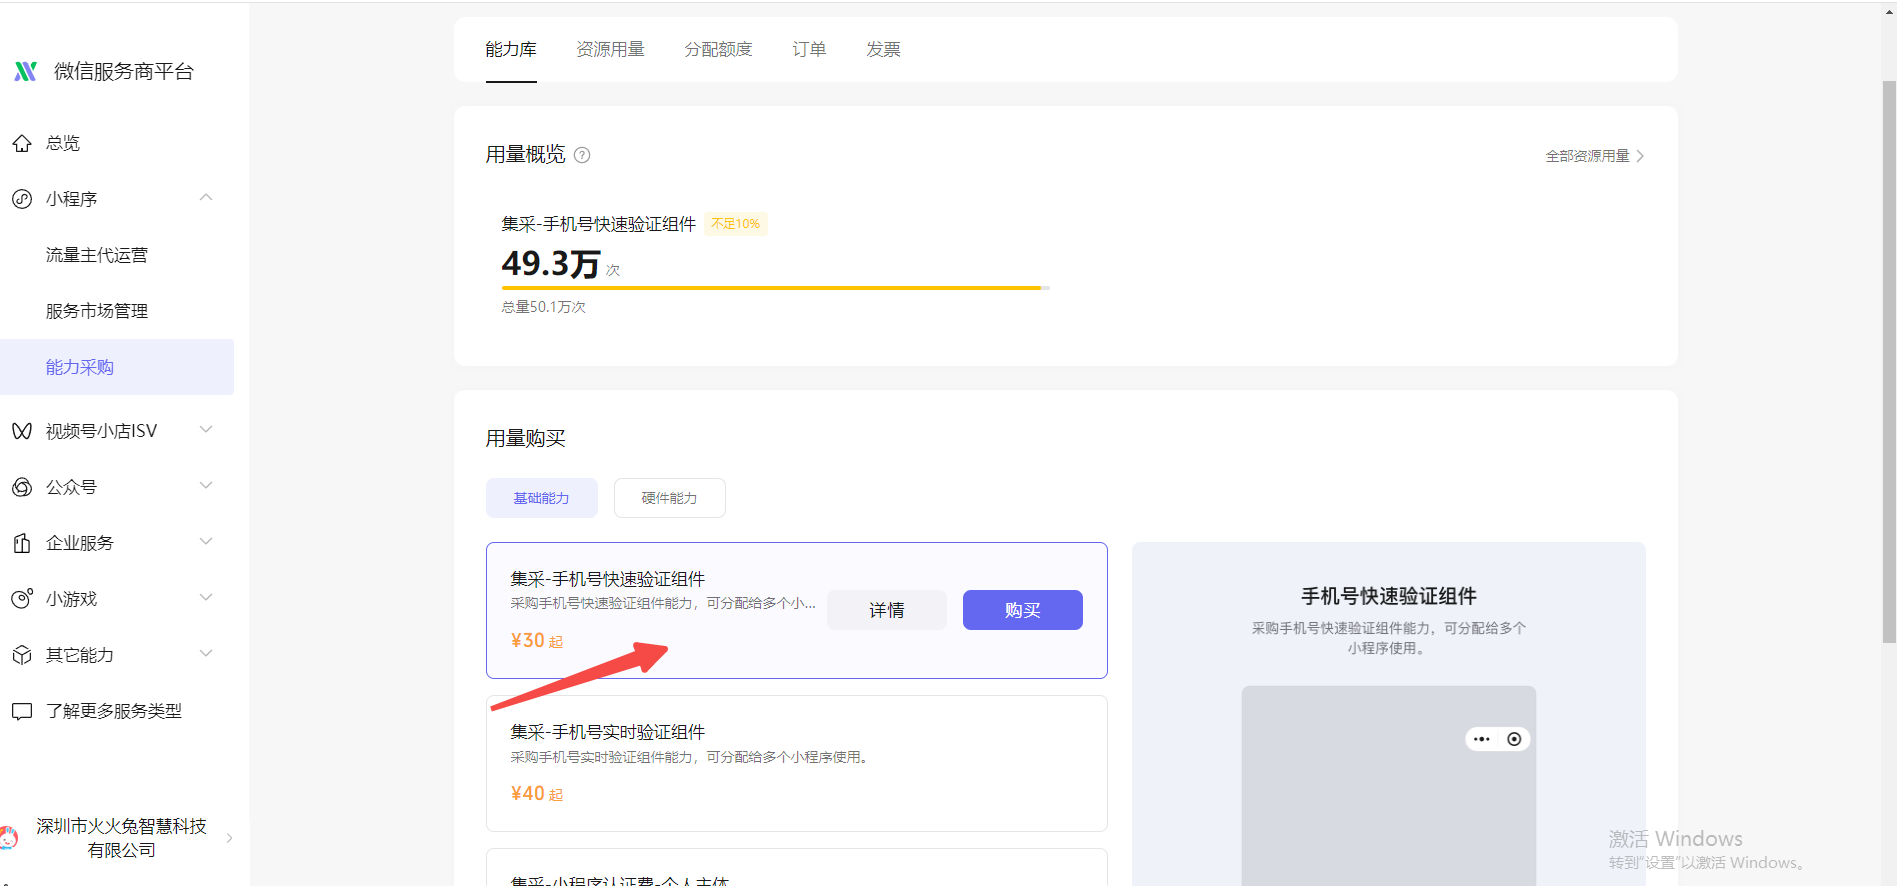 微信服务商平台
总览
小程序
流量主代运营
服务市场管理
能力采购
视频号小店ISV
公众号
企业服务
小游戏
其它能力
了解更多服务类型
深圳市火火兔智慧科技
有限公司
能力库
资源用量
分配额度
订单
发票
用量概览
全部资源用量
集采-手机号快速验证组件
不足10%
49.3万 次
总量50.1万次
用量购买
基础能力
硬件能力
集采-手机号快速验证组件
采购手机号快速验证组件能力，可分配给多个小...
¥30 起
详情
购买
集采-手机号实时验证组件
采购手机号实时验证组件能力，可分配给多个小程序使用。
¥40 起
集采-小程序认证费-个人主体
手机号快速验证组件
采购手机号快速验证组件能力，可分配给多个
小程序使用。
激活 Windows
转到"设置"以激活 Windows。